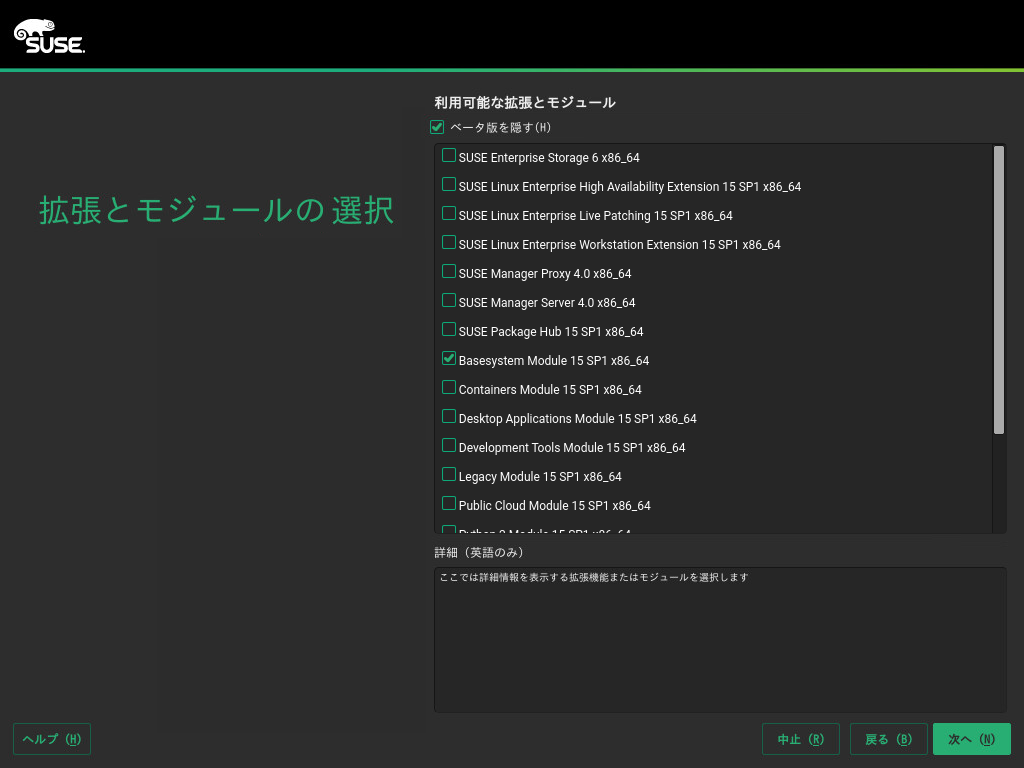 SUSE.
利用可能な拡張とモジュール
ベータ版を隠す(H)
SUSE Enterprise Storage 6 x86_64
SUSE Linux Enterprise High Availability Extension 15 SP1 x86_64
拡張とモジュールの選択
SUSE Linux Enterprise Live Patching 15 SP1 x86_64
SUSE Linux Enterprise Workstation Extension 15 SP1 x86_64
SUSE Manager Proxy 4.0 x86_64
SUSE Manager Server 4.0 x86_64
SUSE Package Hub 15 SP1 x86_64
Basesystem Module 15 SP1 x86_64
Containers Module 15 SP1 x86_64
Desktop Applications Module 15 SP1 x86_64
Development Tools Module 15 SP1 x86_64
Legacy Module 15 SP1 x86_64
Public Cloud Module 15 SP1 x86_64
Python 2 Module 15 SP1 x86_64
詳細（英語のみ）
ここでは詳細情報を表示する拡張機能またはモジュールを選択します
ヘルプ (H)
中止 (R)
戻る (B)
次へ (N)